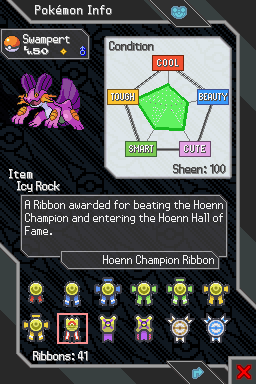 Pokémon Info
Swampert
Lv.50
Condition
COOL
TOUGH
BEAUTY
SMART
CUTE
Sheen: 100
Item
Icy Rock
A Ribbon awarded for beating the Hoenn
Champion and entering the Hoenn Hall of
Fame.
Hoenn Champion Ribbon
Ribbons: 41